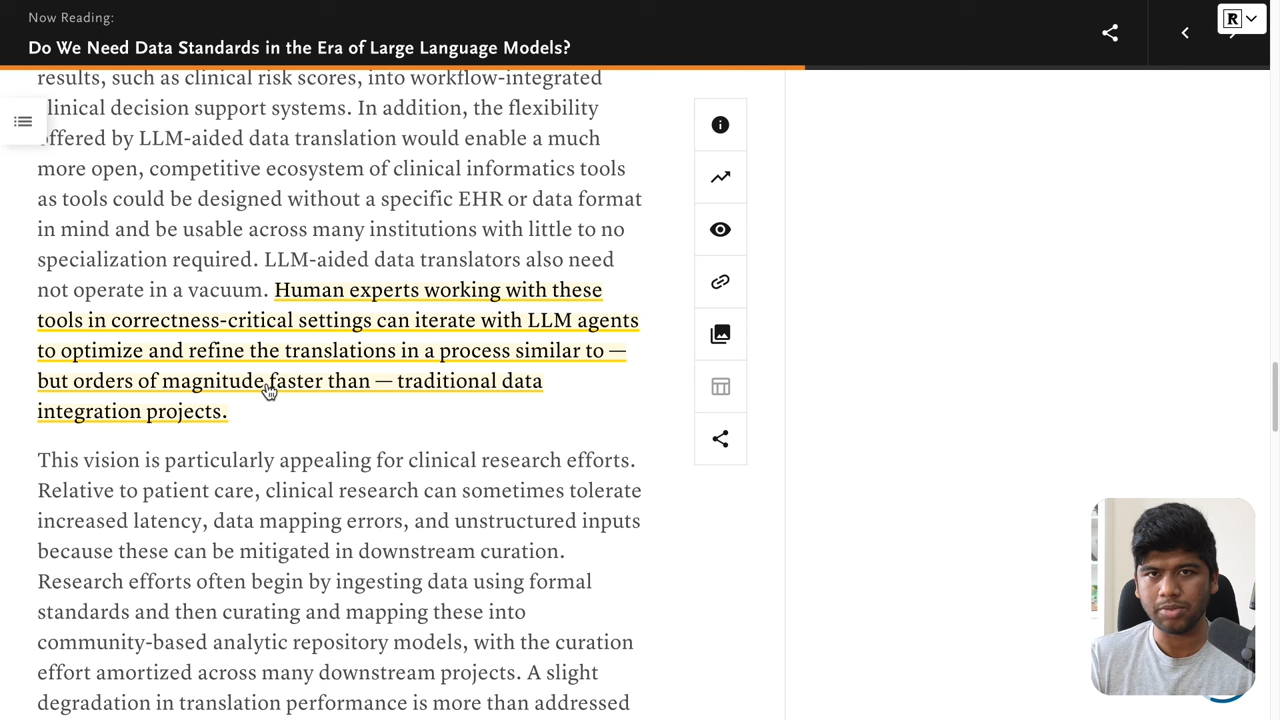 Now Reading:
Do We Need Data Standards in the Era of Large Language Models?
R
results, such as clinical risk scores, into workflow-integrated
clinical decision support systems. In addition, the flexibility
offered by LLM-aided data translation would enable a much
more open, competitive ecosystem of clinical informatics tools
as tools could be designed without a specific EHR or data format
in mind and be usable across many institutions with little to no
specialization required. LLM-aided data translators also need
not operate in a vacuum. Human experts working with these
tools in correctness-critical settings can iterate with LLM agents
to optimize and refine the translations in a process similar to —
but orders of magnitude faster than — traditional data
integration projects.
This vision is particularly appealing for clinical research efforts.
Relative to patient care, clinical research can sometimes tolerate
increased latency, data mapping errors, and unstructured inputs
because these can be mitigated in downstream curation.
Research efforts often begin by ingesting data using formal
standards and then curating and mapping these into
community-based analytic repository models, with the curation
effort amortized across many downstream projects. A slight
degradation in translation performance is more than addressed